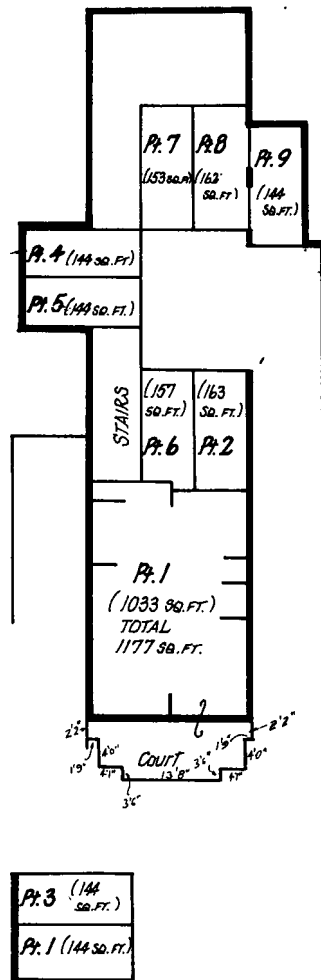 Pt.7
(153 SQ.FT)
Pt.8
(162
SQ.FT)
Pt.9
(144
SQ.FT)
Pt.4 (144 SQ.FT)
Pt.5 (144 SQ.FT)
STAIRS
(157
SQ.FT.)
Pt.6
(163
SQ.FT.)
Pt.2
Pt.1
(1033 SQ.FT.)
TOTAL
1177 SQ.FT.
2'2"
2'2"
1'9"
4'0"
4'1"
3'6"
Court
13'8"
3'6"
1'9"
4'0"
4'1"
Pt.3 (144
SQ.FT.)
Pt.1 (144 SQ.FT)